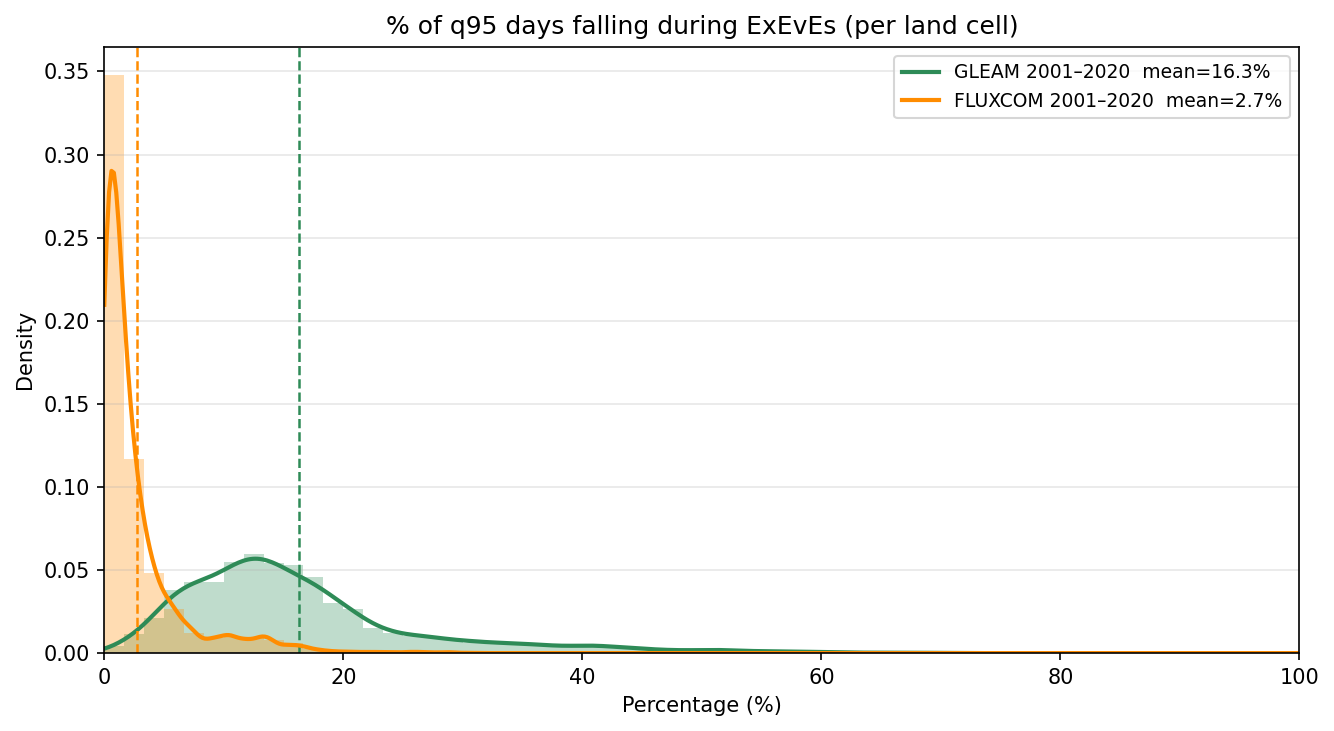 % of q95 days falling during ExEvEs (per land cell)
GLEAM 2001–2020 mean=16.3%
FLUXCOM 2001–2020 mean=2.7%
Density
0.35
0.30
0.25
0.20
0.15
0.10
0.05
0.00
0 20 40 60 80 100
Percentage (%)